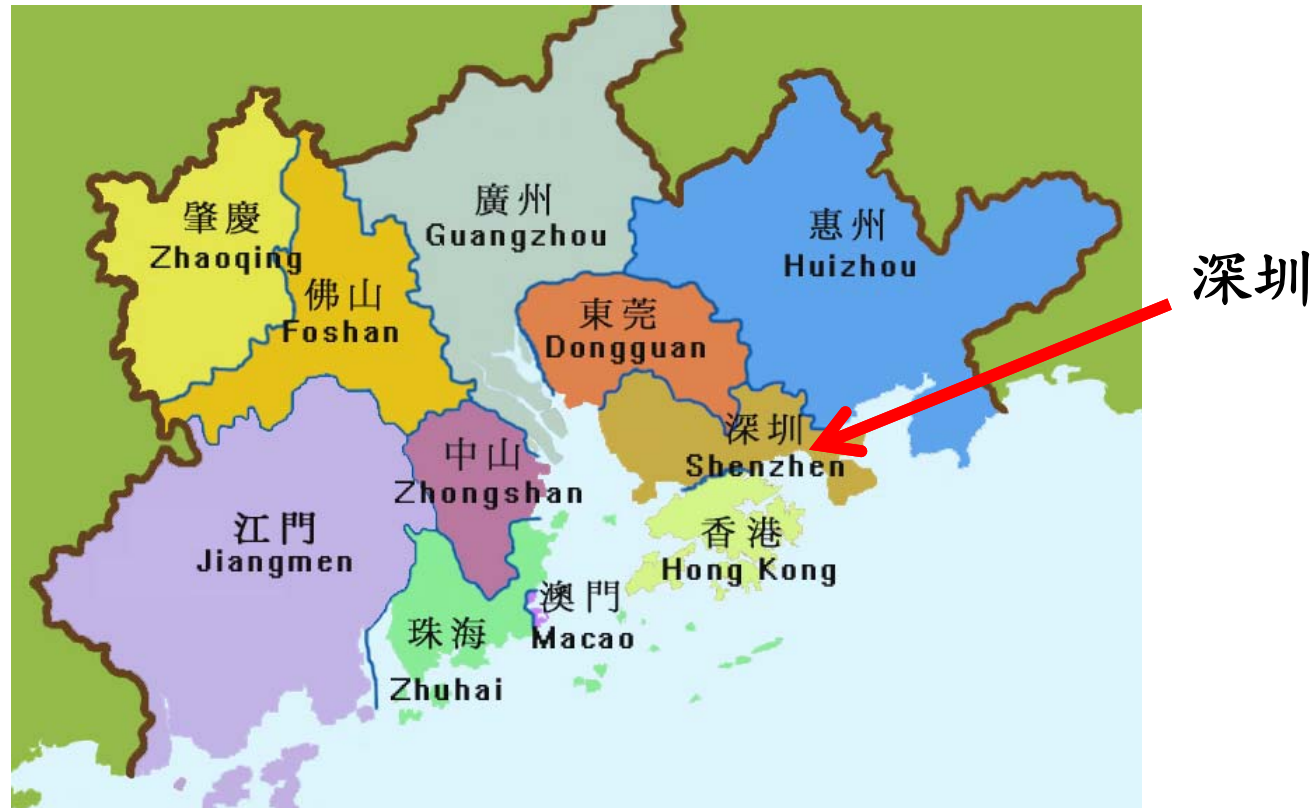 廣州
Guangzhou
肇慶
Zhaoqing
惠州
Huizhou
深圳
佛山
Foshan
東莞
Dongguan
深圳
Shenzhen
中山
Zhongshan
江門
Jiangmen
香港
Hong Kong
澳門
Macao
珠海
Zhuhai